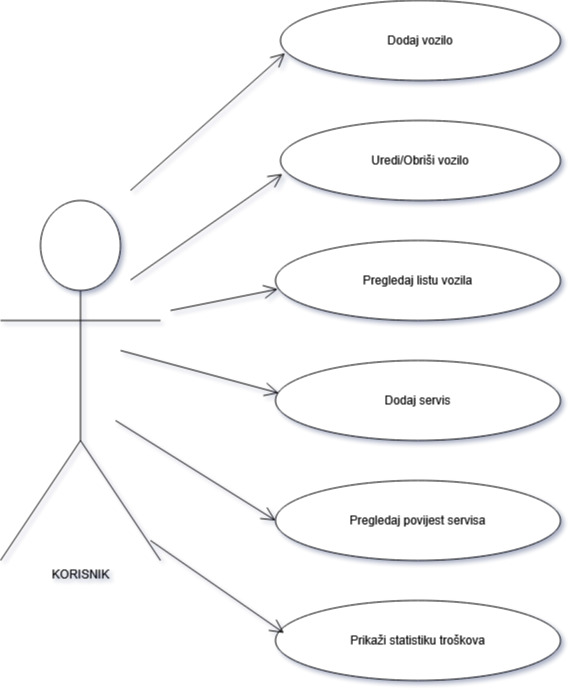 Dodaj vozilo
Uredi/Obriši vozilo
Pregledaj listu vozila
Dodaj servis
Pregledaj povijest servisa
KORISNIK
Prikaži statistiku troškova